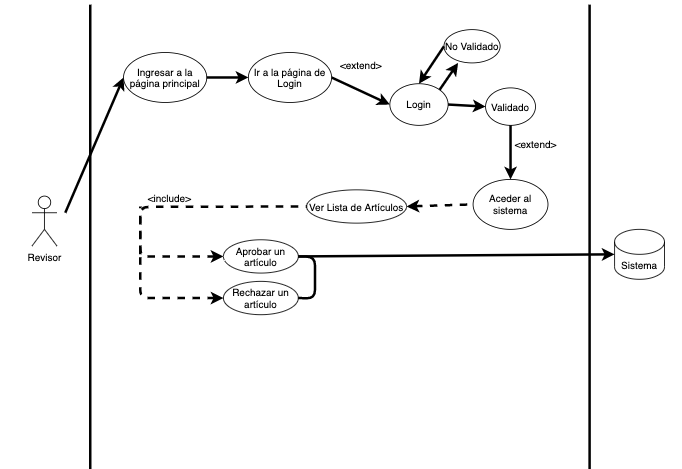 No Validado
<extend>
Ingresar a la
página principal
Ir a la página de
Login
Login
Validado
<extend>
<include>
Ver Lista de Artículos
Aceder al
sistema
Revisor
Aprobar un
artículo
Sistema
Rechazar un
artículo